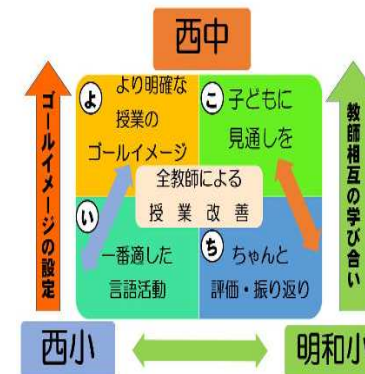 西中
よ より明確な
授業の
ゴールイメージ
こ 子どもに
見通しを
全教師による
授業改善
い 一番適した
言語活動
ち ちゃんと
評価・振り返り
ゴールイメージの設定
教師相互の学び合い
西小
明和小